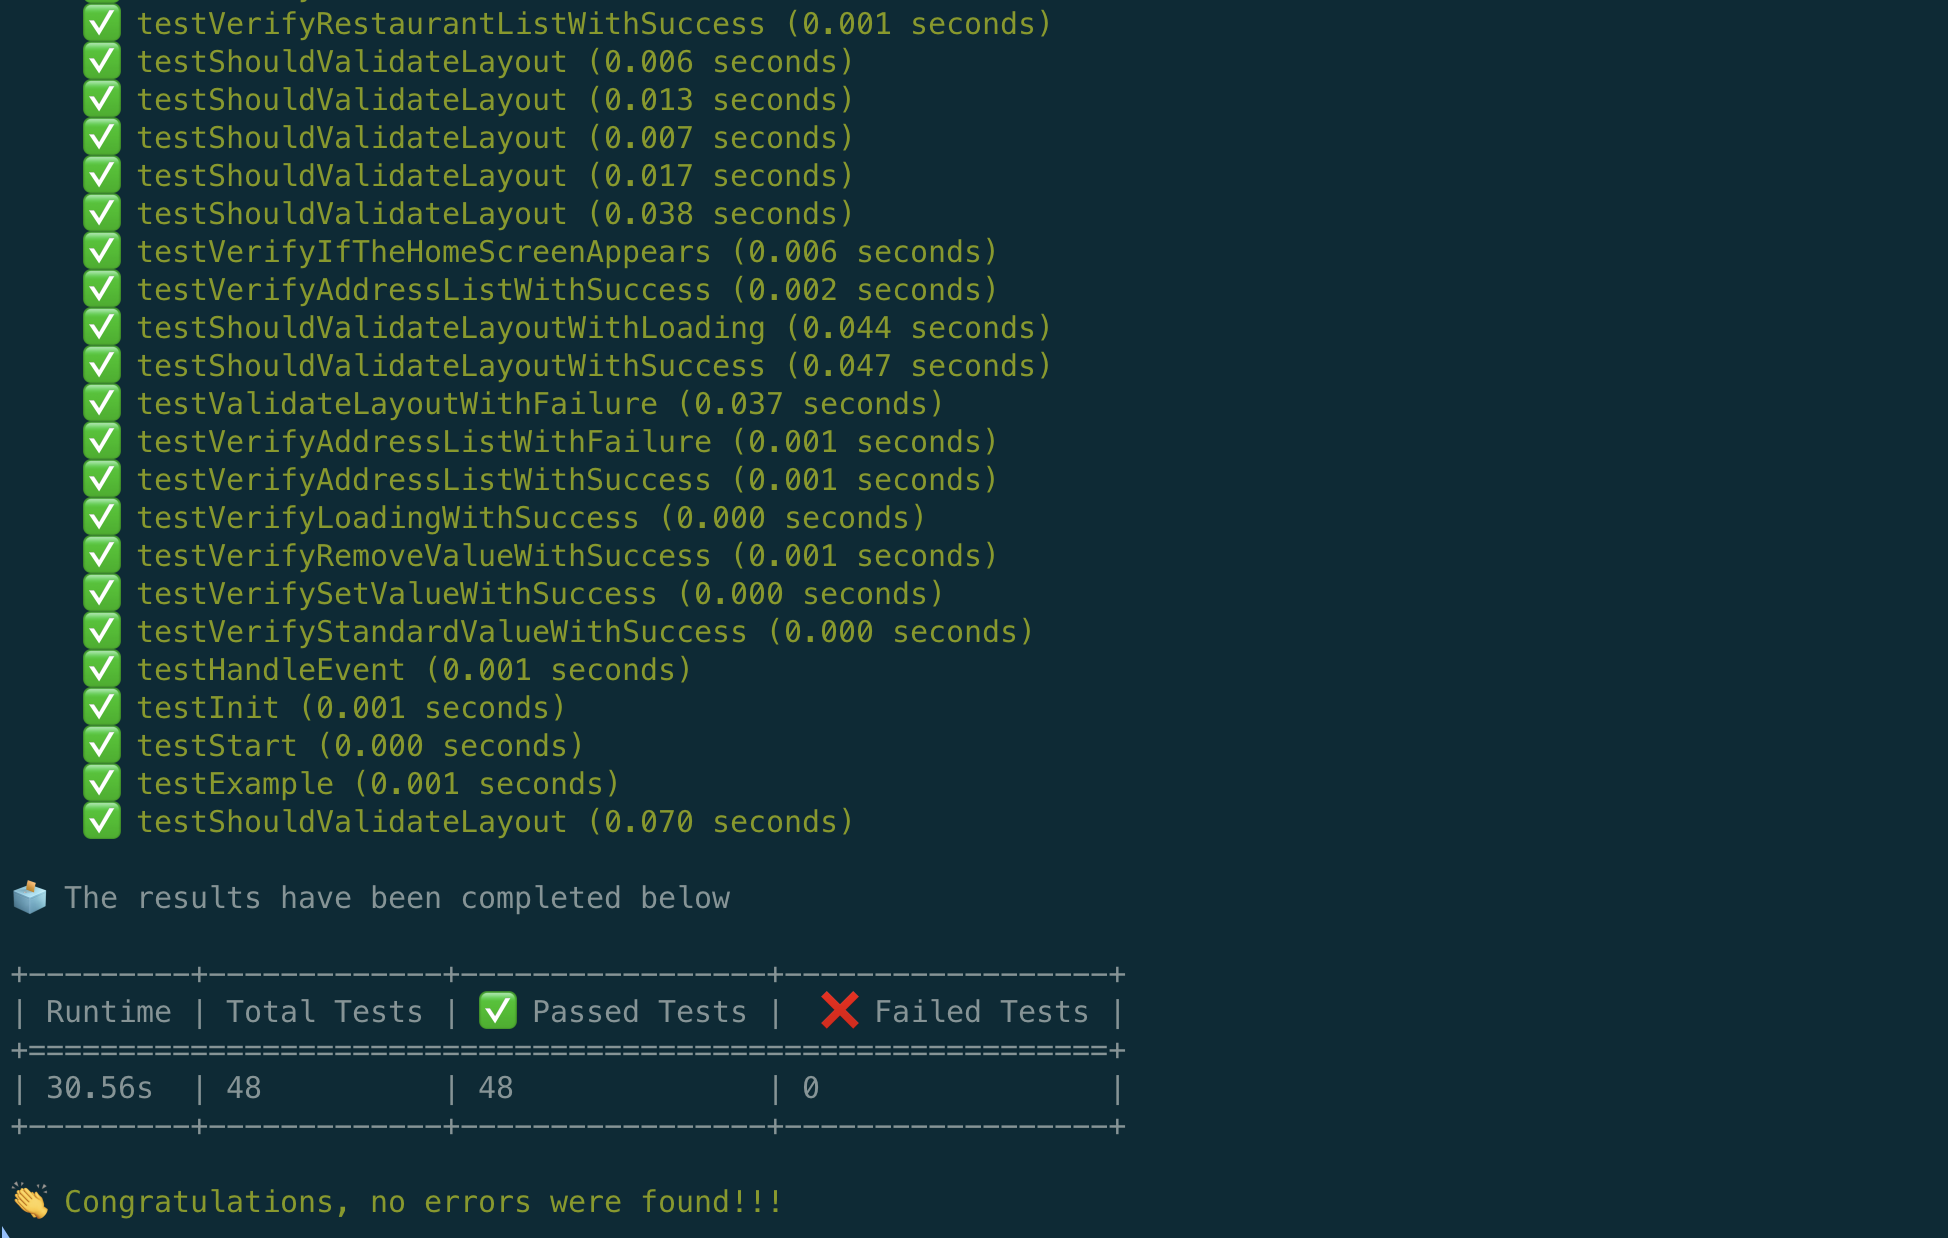 ✅ testVerifyRestaurantListWithSuccess (0.001 seconds)
✅ testShouldValidateLayout (0.006 seconds)
✅ testShouldValidateLayout (0.013 seconds)
✅ testShouldValidateLayout (0.007 seconds)
✅ testShouldValidateLayout (0.017 seconds)
✅ testShouldValidateLayout (0.038 seconds)
✅ testVerifyIfTheHomeScreenAppears (0.006 seconds)
✅ testVerifyAddressListWithSuccess (0.002 seconds)
✅ testShouldValidateLayoutWithLoading (0.044 seconds)
✅ testShouldValidateLayoutWithSuccess (0.047 seconds)
✅ testValidateLayoutWithFailure (0.037 seconds)
✅ testVerifyAddressListWithFailure (0.001 seconds)
✅ testVerifyAddressListWithSuccess (0.001 seconds)
✅ testVerifyLoadingWithSuccess (0.000 seconds)
✅ testVerifyRemoveValueWithSuccess (0.001 seconds)
✅ testVerifySetValueWithSuccess (0.000 seconds)
✅ testVerifyStandardValueWithSuccess (0.000 seconds)
✅ testHandleEvent (0.001 seconds)
✅ testInit (0.001 seconds)
✅ testStart (0.000 seconds)
✅ testExample (0.001 seconds)
✅ testShouldValidateLayout (0.070 seconds)
🗳 The results have been completed below
+---------+-------------+-----------------+------------------+
| Runtime | Total Tests | ✅ Passed Tests | ❌ Failed Tests |
+============================================================+
| 30.56s | 48 | 48 | 0 |
+---------+-------------+-----------------+------------------+
👏 Congratulations, no errors were found!!!